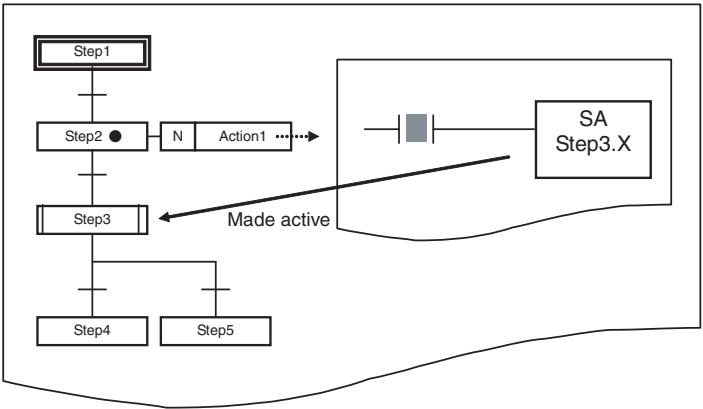 Step1
Step2
N
Action1
SA
Step3.X
Step3
Made active
Step4
Step5